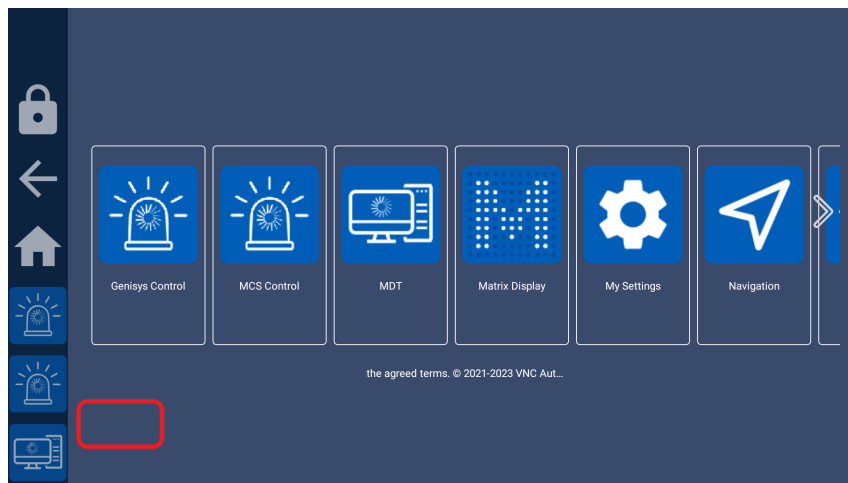 Genisys Control
MCS Control
MDT
Matrix Display
My Settings
Navigation
the agreed terms. © 2021-2023 VNC Aut...